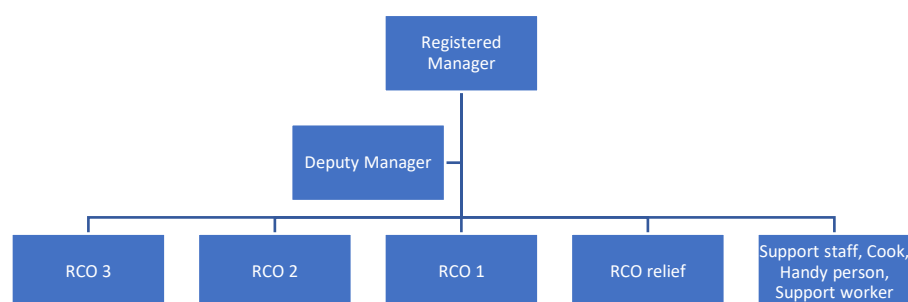 Registered
Manager
Deputy Manager
RCO 3
RCO 2
RCO 1
RCO relief
Support staff, Cook,
Handy person,
Support worker